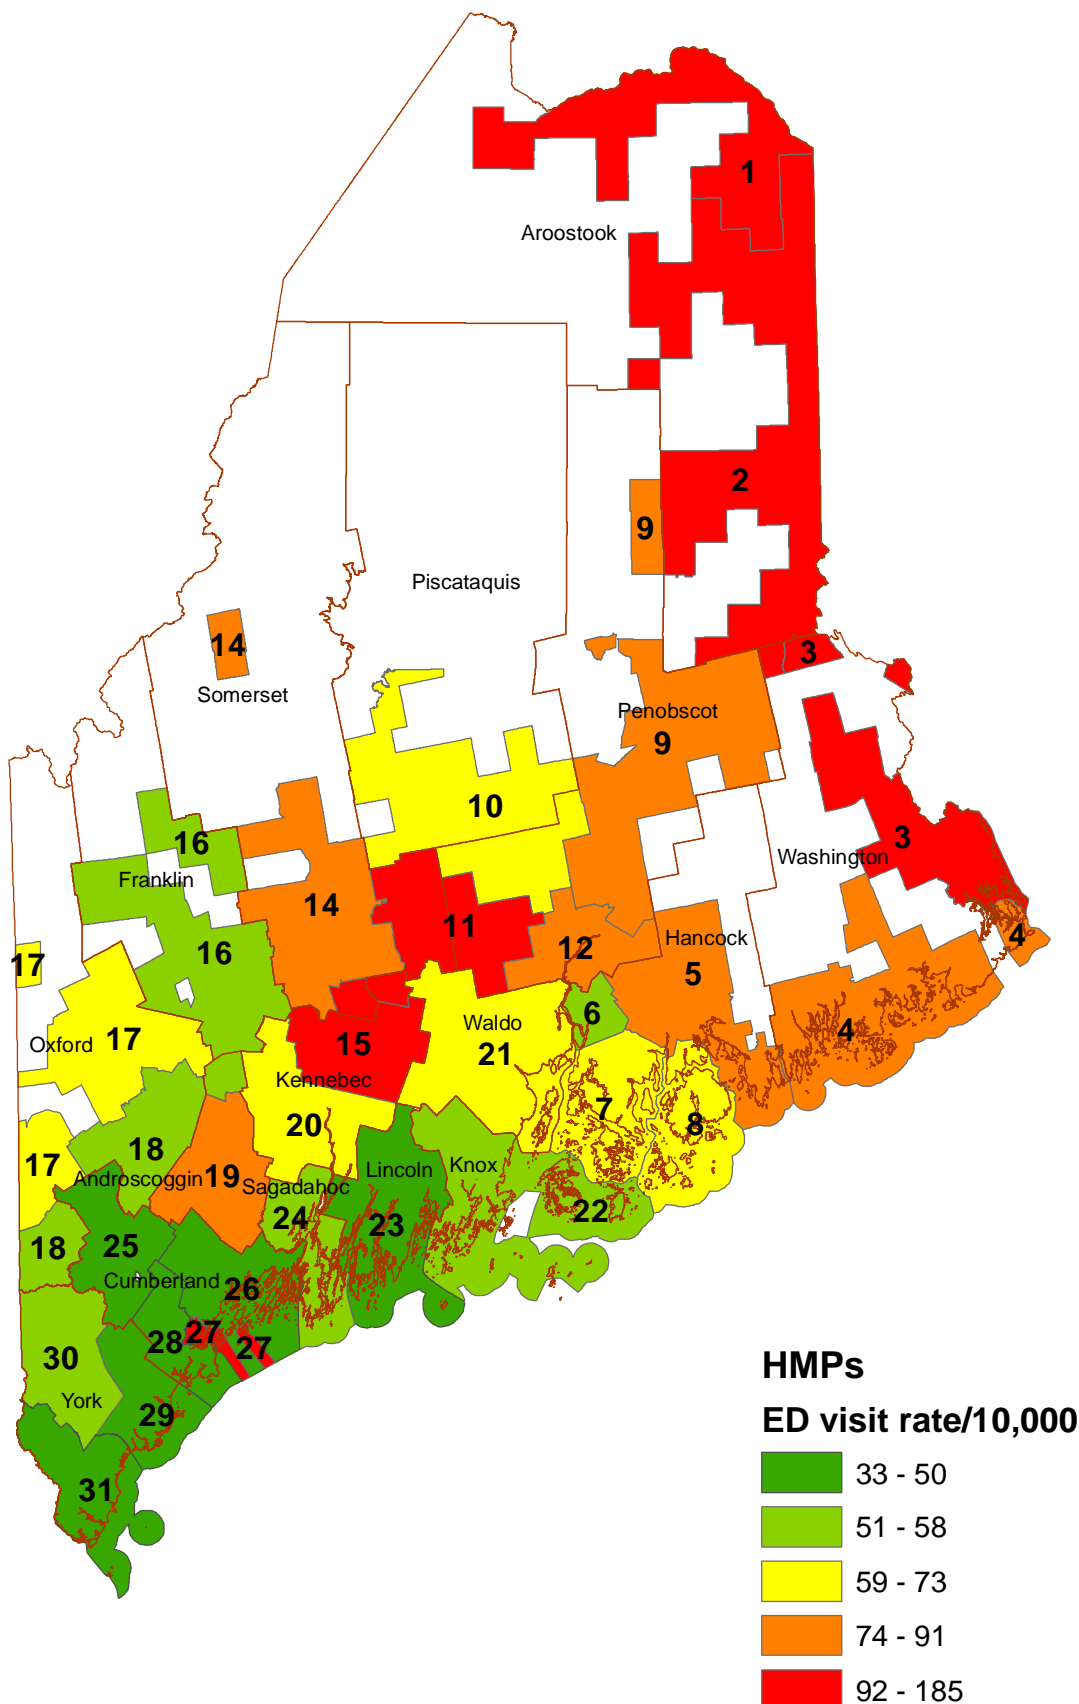 1
Aroostook
2
9
Piscataquis
14
3
Somerset
Penobscot
9
10
16
3
Washington
Franklin
14
11
Hancock
12
16
4
17
5
6
Waldo
4
Oxford
17
15
21
Kennebec
7
20
8
18
17
Lincoln
Knox
Androscoggin
19
Sagadahoc
22
24
23
18
25
Cumberland
26
27
28
27
30
York
29
31
HMPs
ED visit rate/10,000
33 - 50
51 - 58
59 - 73
74 - 91
92 - 185